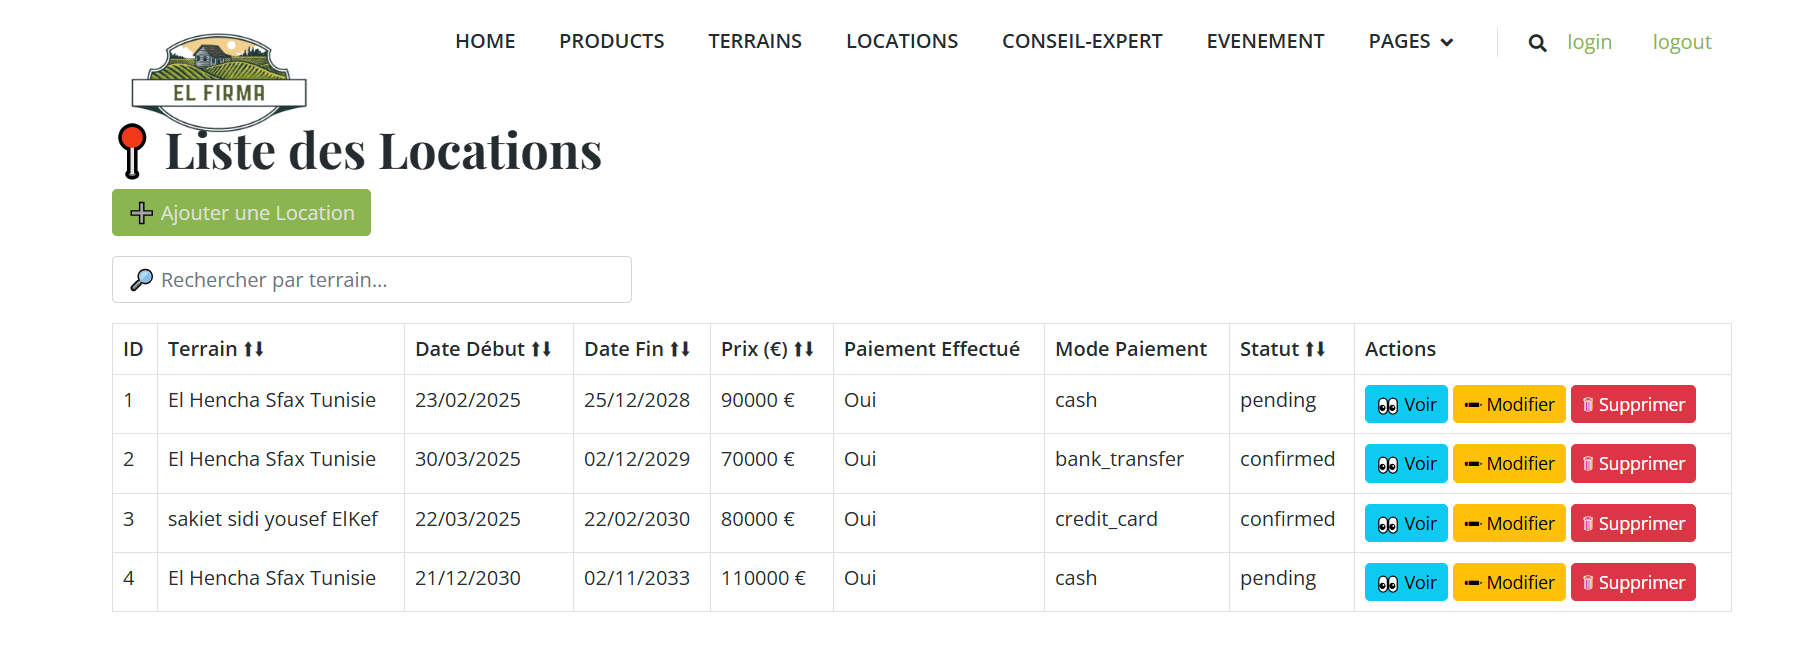 HOME PRODUCTS TERRAINS LOCATIONS CONSEIL-EXPERT EVENEMENT PAGES login logout
EL FIRMA
Liste des Locations
Ajouter une Location
Rechercher par terrain...
ID Terrain Date Début Date Fin Prix (€) Paiement Effectué Mode Paiement Statut Actions
1 El Hencha Sfax Tunisie 23/02/2025 25/12/2028 90000 € Oui cash pending Voir Modifier Supprimer
2 El Hencha Sfax Tunisie 30/03/2025 02/12/2029 70000 € Oui bank_transfer confirmed Voir Modifier Supprimer
3 sakiet sidi yousef ElKef 22/03/2025 22/02/2030 80000 € Oui credit_card confirmed Voir Modifier Supprimer
4 El Hencha Sfax Tunisie 21/12/2030 02/11/2033 110000 € Oui cash pending Voir Modifier Supprimer